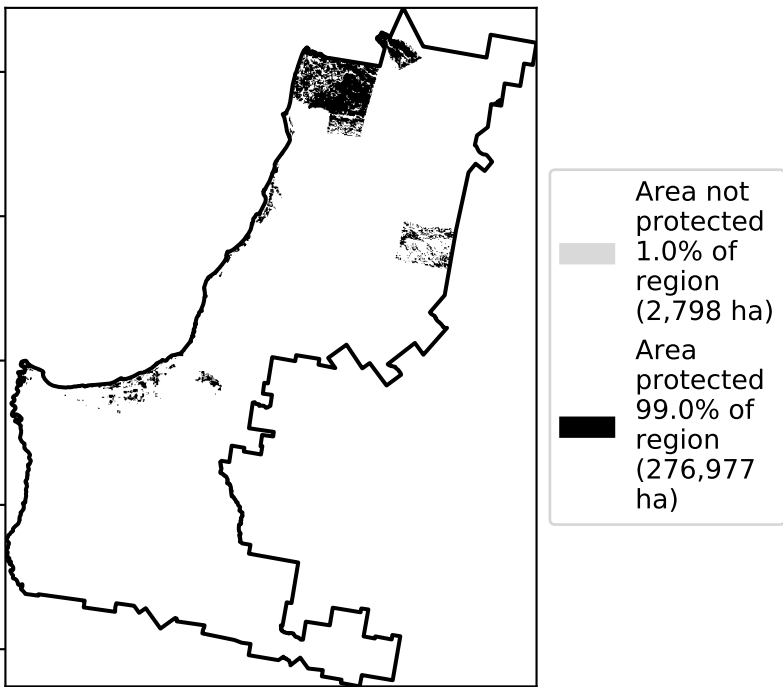 Area not
protected
1.0% of
region
(2,798 ha)
Area
protected
99.0% of
region
(276,977
ha)